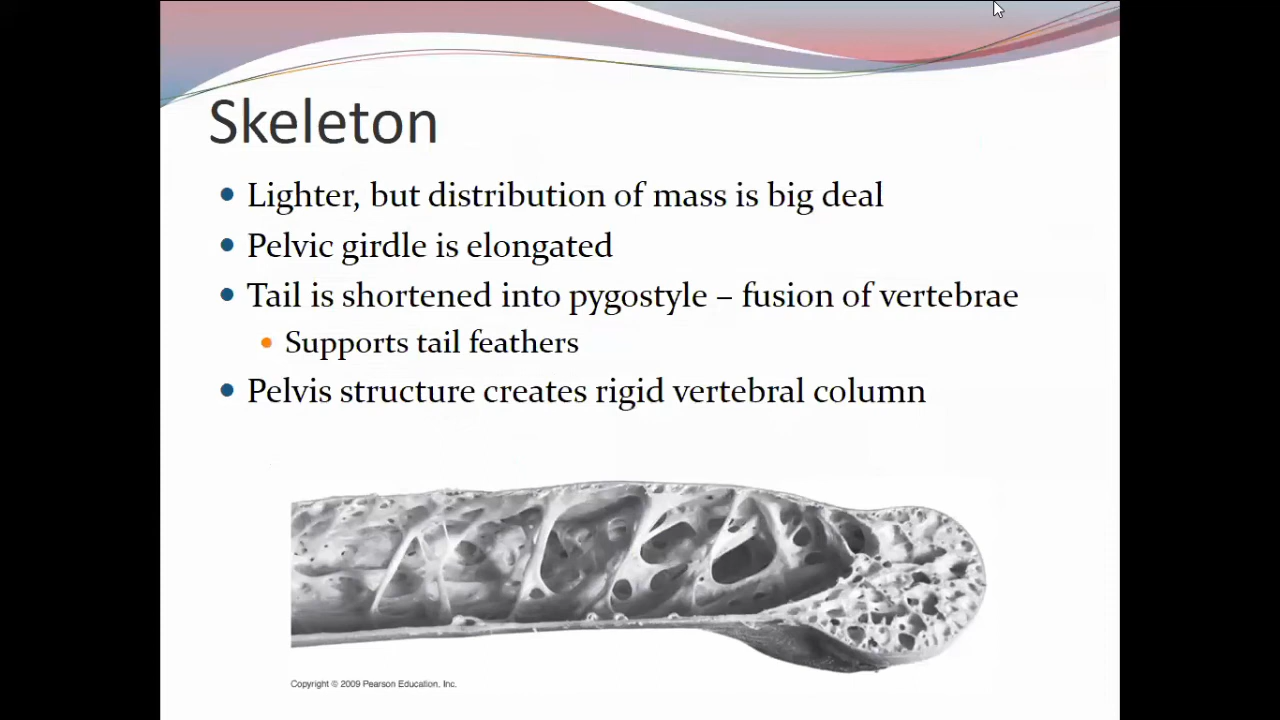 Skeleton
Lighter, but distribution of mass is big deal
Pelvic girdle is elongated
Tail is shortened into pygostyle – fusion of vertebrae
Supports tail feathers
Pelvis structure creates rigid vertebral column
Copyright © 2009 Pearson Education, Inc.